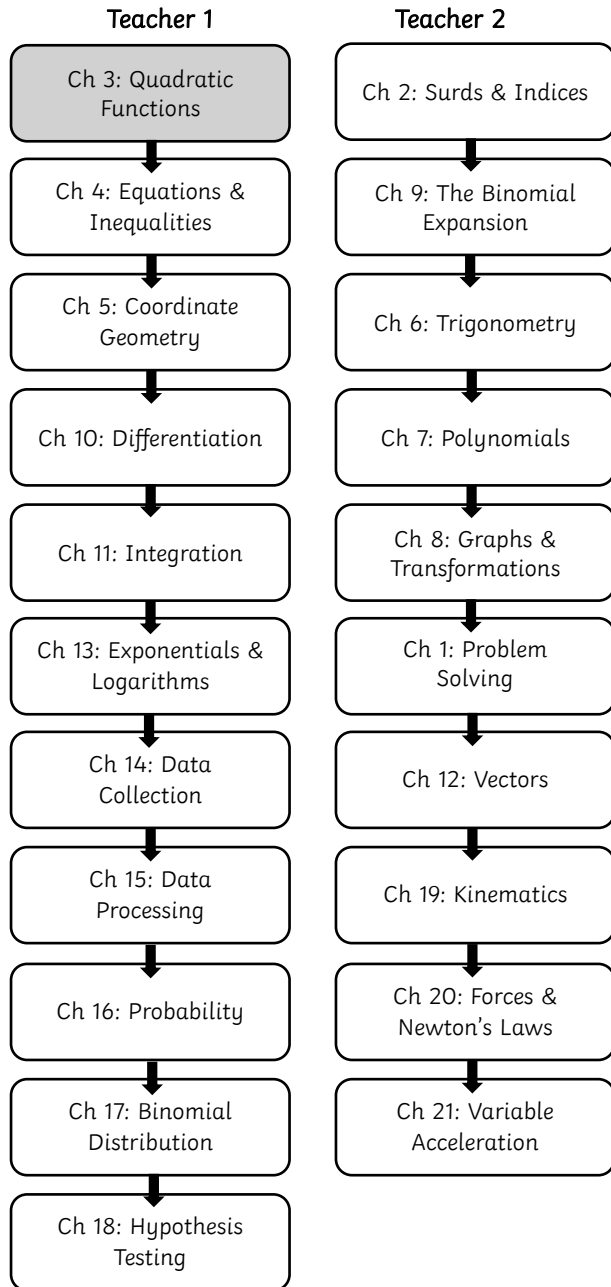 Teacher 1
Ch 3: Quadratic
Functions
Ch 4: Equations &
Inequalities
Ch 5: Coordinate
Geometry
Ch 10: Differentiation
Ch 11: Integration
Ch 13: Exponentials &
Logarithms
Ch 14: Data
Collection
Ch 15: Data
Processing
Ch 16: Probability
Ch 17: Binomial
Distribution
Ch 18: Hypothesis
Testing
Teacher 2
Ch 2: Surds & Indices
Ch 9: The Binomial
Expansion
Ch 6: Trigonometry
Ch 7: Polynomials
Ch 8: Graphs &
Transformations
Ch 1: Problem
Solving
Ch 12: Vectors
Ch 19: Kinematics
Ch 20: Forces &
Newton's Laws
Ch 21: Variable
Acceleration